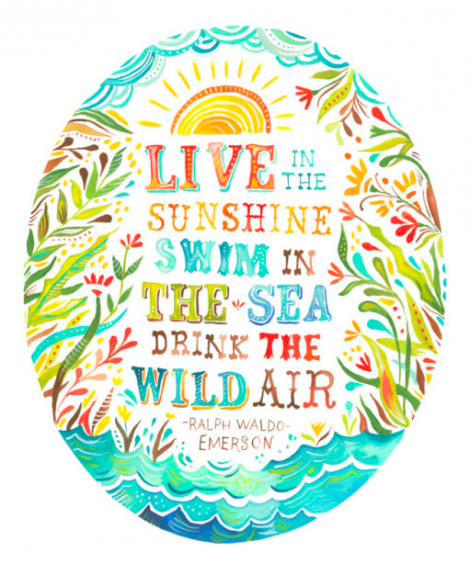 LIVE IN THE
SUNSHINE
SWIM IN
THE SEA
DRINK THE
WILD AIR
-RALPH WALDO-
EMERSON